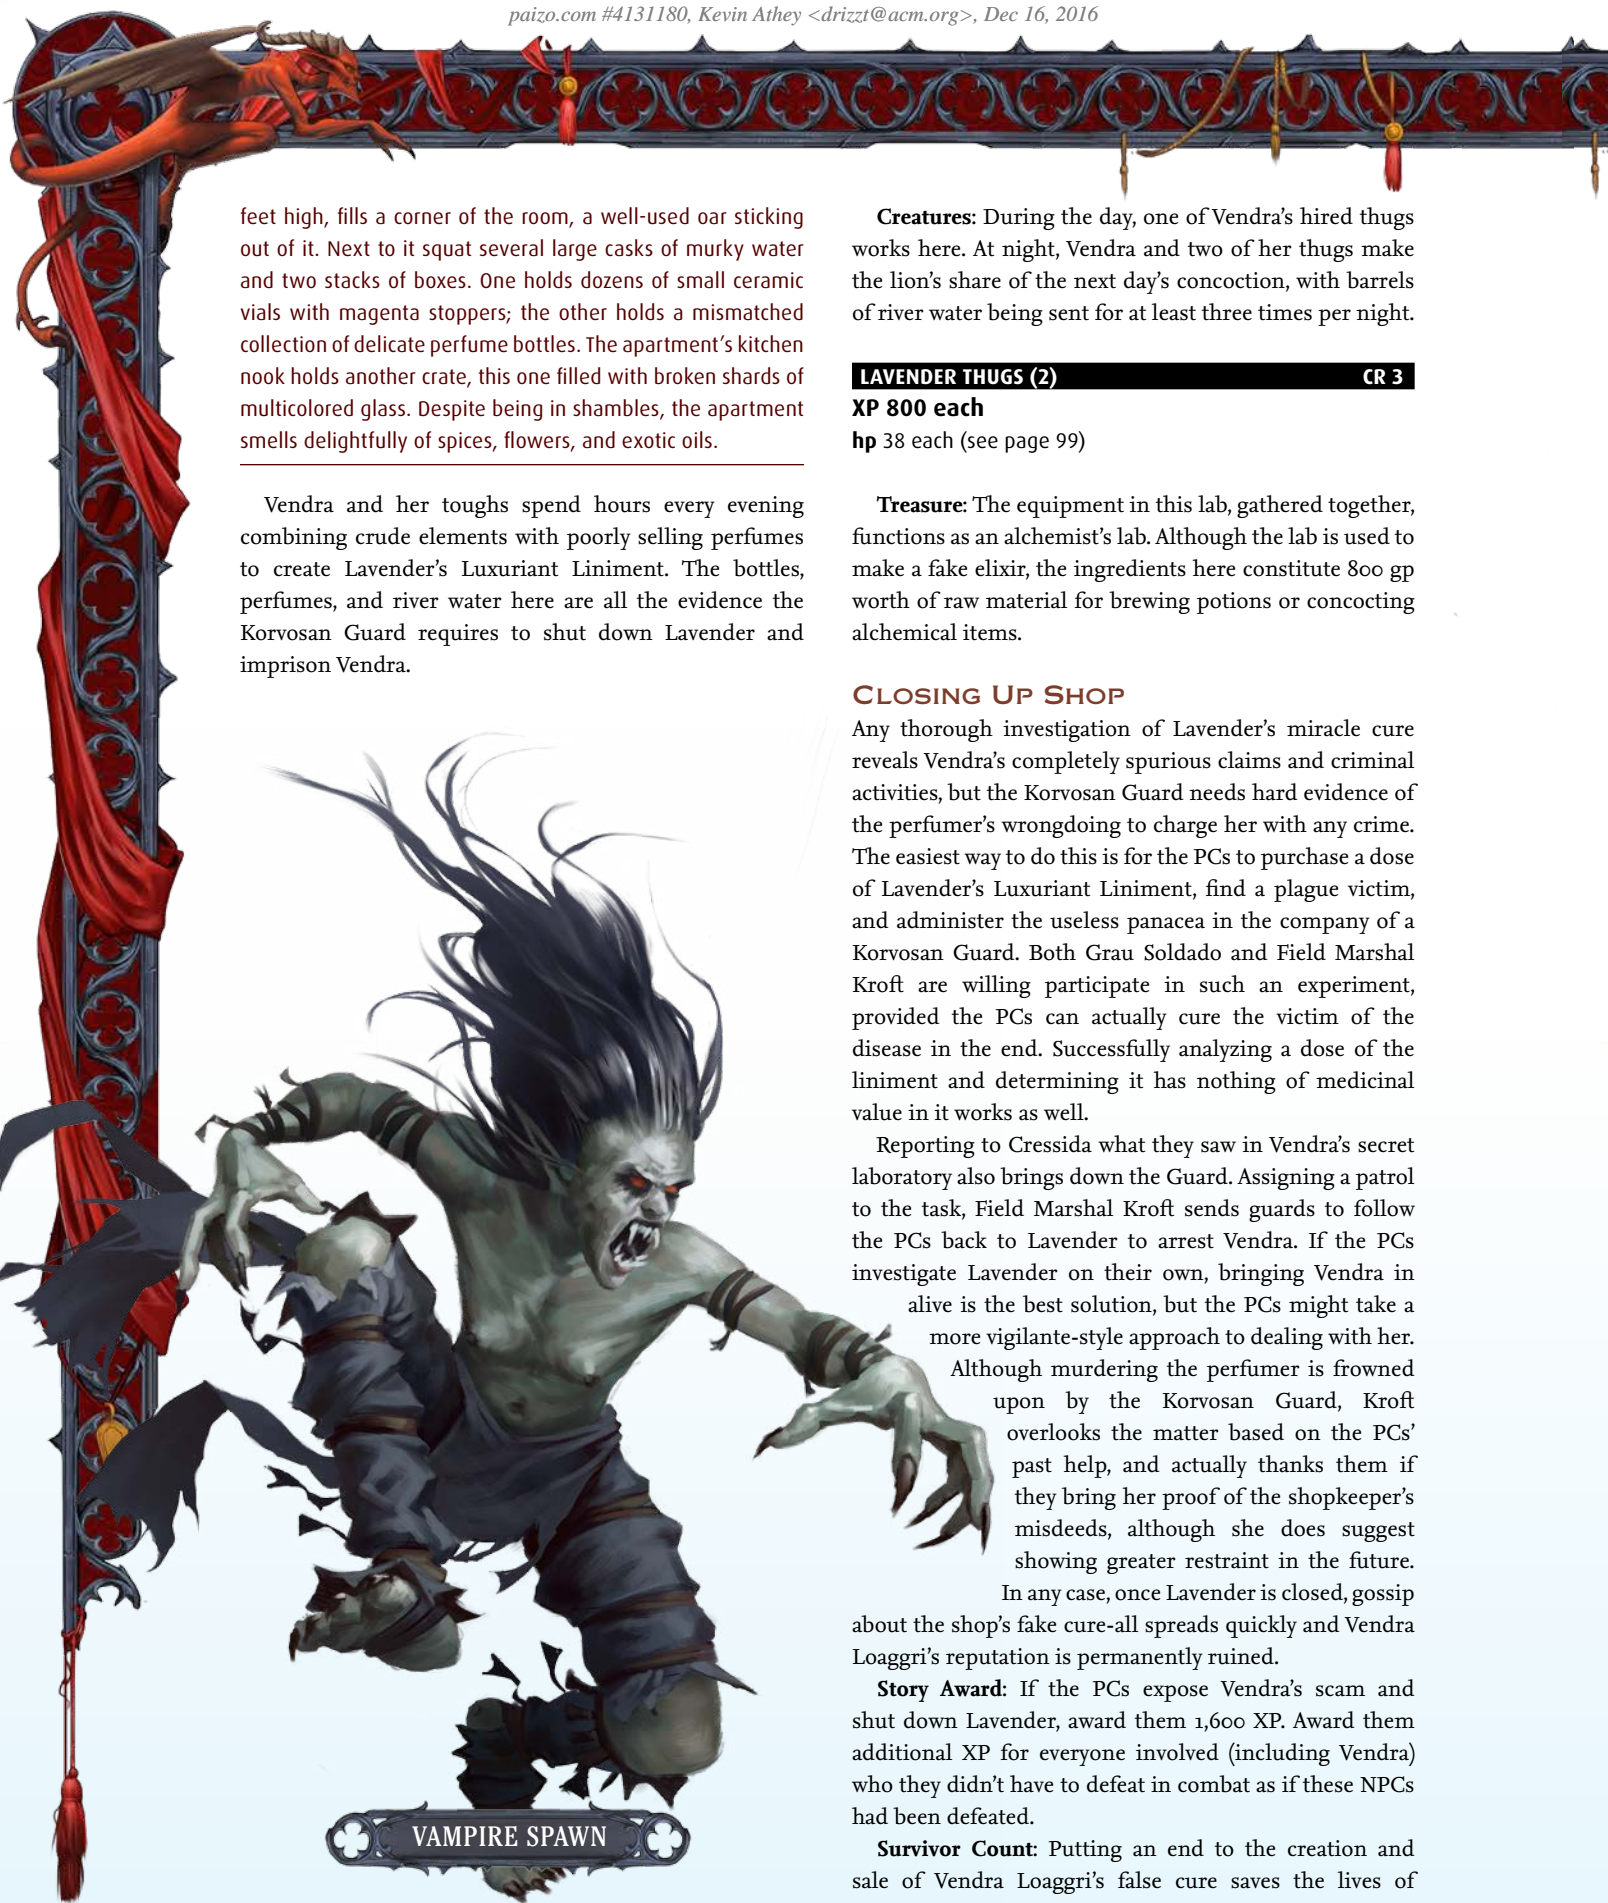 paizo.com #4131180, Kevin Athey <drizzt@acm.org>, Dec 16, 2016
feet high, fills a corner of the room, a well-used oar sticking
out of it. Next to it squat several large casks of murky water
and two stacks of boxes. One holds dozens of small ceramic
vials with magenta stoppers; the other holds a mismatched
collection of delicate perfume bottles. The apartment's kitchen
nook holds another crate, this one filled with broken shards of
multicolored glass. Despite being in shambles, the apartment
smells delightfully of spices, flowers, and exotic oils.
Vendra and her toughs spend hours every evening
combining crude elements with poorly selling perfumes
to create Lavender's Luxuriant Liniment. The bottles,
perfumes, and river water here are all the evidence the
Korvosan Guard requires to shut down Lavender and
imprison Vendra.
VAMPIRE SPAWN
Creatures: During the day, one of Vendra's hired thugs
works here. At night, Vendra and two of her thugs make
the lion's share of the next day's concoction, with barrels
of river water being sent for at least three times per night.
LAVENDER THUGS (2) CR 3
XP 800 each
hp 38 each (see page 99)
Treasure: The equipment in this lab, gathered together,
functions as an alchemist's lab. Although the lab is used to
make a fake elixir, the ingredients here constitute 800 gp
worth of raw material for brewing potions or concocting
alchemical items.
Closing Up Shop
Any thorough investigation of Lavender's miracle cure
reveals Vendra's completely spurious claims and criminal
activities, but the Korvosan Guard needs hard evidence of
the perfumer's wrongdoing to charge her with any crime.
The easiest way to do this is for the PCs to purchase a dose
of Lavender's Luxuriant Liniment, find a plague victim,
and administer the useless panacea in the company of a
Korvosan Guard. Both Grau Soldado and Field Marshal
Kroft are willing participate in such an experiment,
provided the PCs can actually cure the victim of the
disease in the end. Successfully analyzing a dose of the
liniment and determining it has nothing of medicinal
value in it works as well.
Reporting to Cressida what they saw in Vendra's secret
laboratory also brings down the Guard. Assigning a patrol
to the task, Field Marshal Kroft sends guards to follow
the PCs back to Lavender to arrest Vendra. If the PCs
investigate Lavender on their own, bringing Vendra in
alive is the best solution, but the PCs might take a
more vigilante-style approach to dealing with her.
Although murdering the perfumer is frowned
upon by the Korvosan Guard, Kroft
overlooks the matter based on the PCs'
past help, and actually thanks them if
they bring her proof of the shopkeeper's
misdeeds, although she does suggest
showing greater restraint in the future.
In any case, once Lavender is closed, gossip
about the shop's fake cure-all spreads quickly and Vendra
Loaggri's reputation is permanently ruined.
Story Award: If the PCs expose Vendra's scam and
shut down Lavender, award them 1,600 XP. Award them
additional XP for everyone involved (including Vendra)
who they didn't have to defeat in combat as if these NPCs
had been defeated.
Survivor Count: Putting an end to the creation and
sale of Vendra Loaggri's false cure saves the lives of